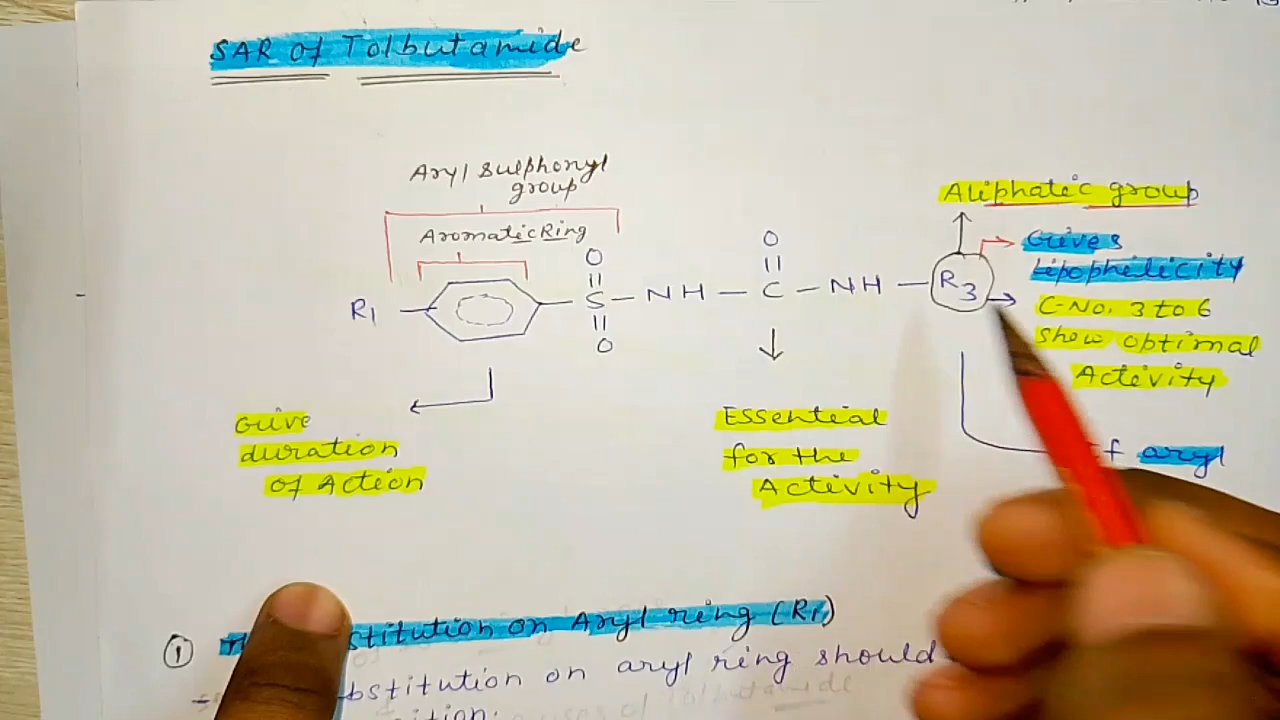 SAR of Tolbutamide
Aryl Sulphonyl
group
Aromatic Ring
Aliphatic group
Gives
Lipophilicity
C-No. 3 to 6
show optimal
Activity
R1
O
S
O
NH
O
C
NH
R3
Give
duration
of Action
Essential
for the
Activity
If aryl
① stitution on Aryl ring (R1)
bstitution on aryl ring should